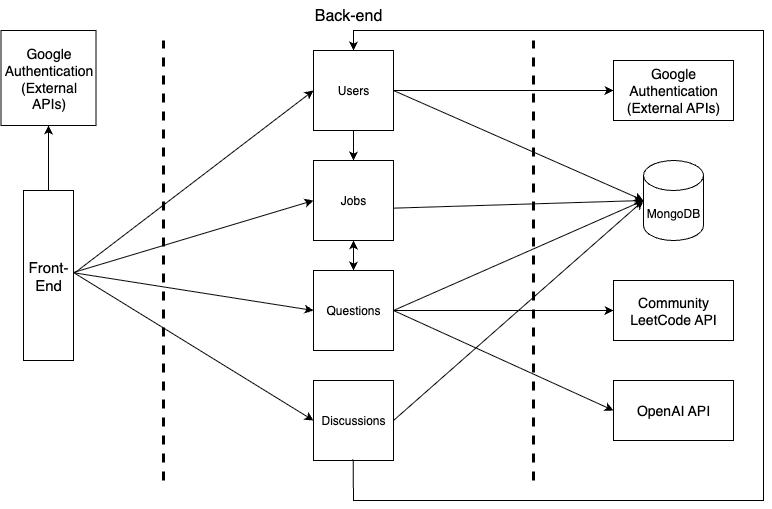 Back-end
Google
Authentication
(External
APIs)
Front-
End
Users
Jobs
Questions
Discussions
Google
Authentication
(External APIs)
MongoDB
Community
LeetCode API
OpenAI API